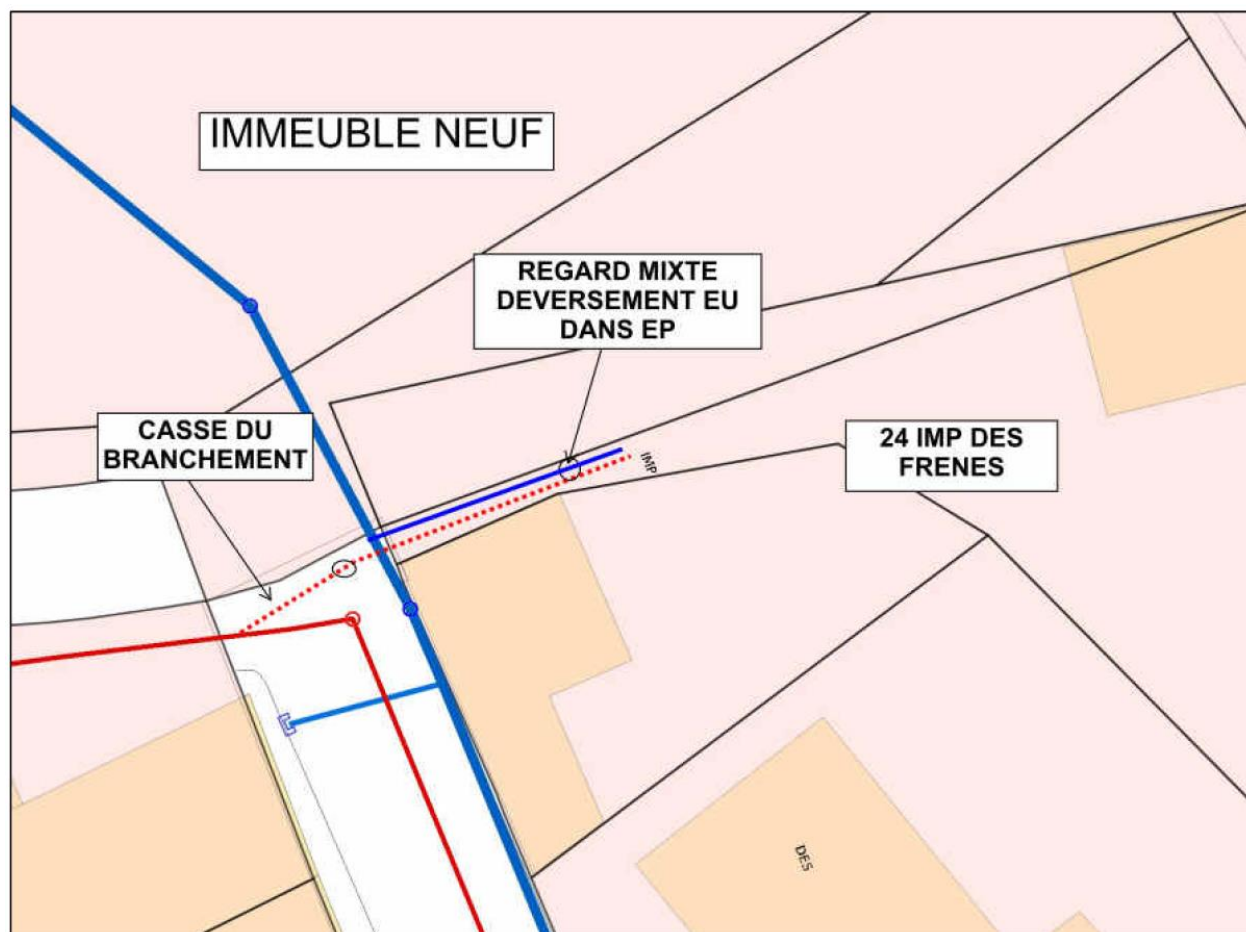 IMMEUBLE NEUF
REGARD MIXTE
DEVERSEMENT EU
DANS EP
CASSE DU
BRANCHEMENT
24 IMP DES
FRENES
IMP
DES